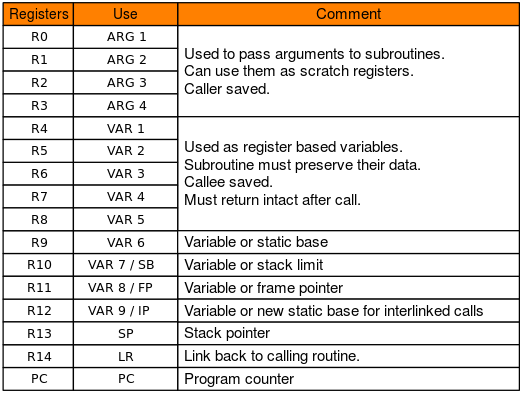 Registers Use Comment
R0 ARG 1
R1 ARG 2
R2 ARG 3
R3 ARG 4
Used to pass arguments to subroutines.
Can use them as scratch registers.
Caller saved.
R4 VAR 1
R5 VAR 2
R6 VAR 3
R7 VAR 4
R8 VAR 5
Used as register based variables.
Subroutine must preserve their data.
Callee saved.
Must return intact after call.
R9 VAR 6 Variable or static base
R10 VAR 7 / SB Variable or stack limit
R11 VAR 8 / FP Variable or frame pointer
R12 VAR 9 / IP Variable or new static base for interlinked calls
R13 SP Stack pointer
R14 LR Link back to calling routine.
PC PC Program counter